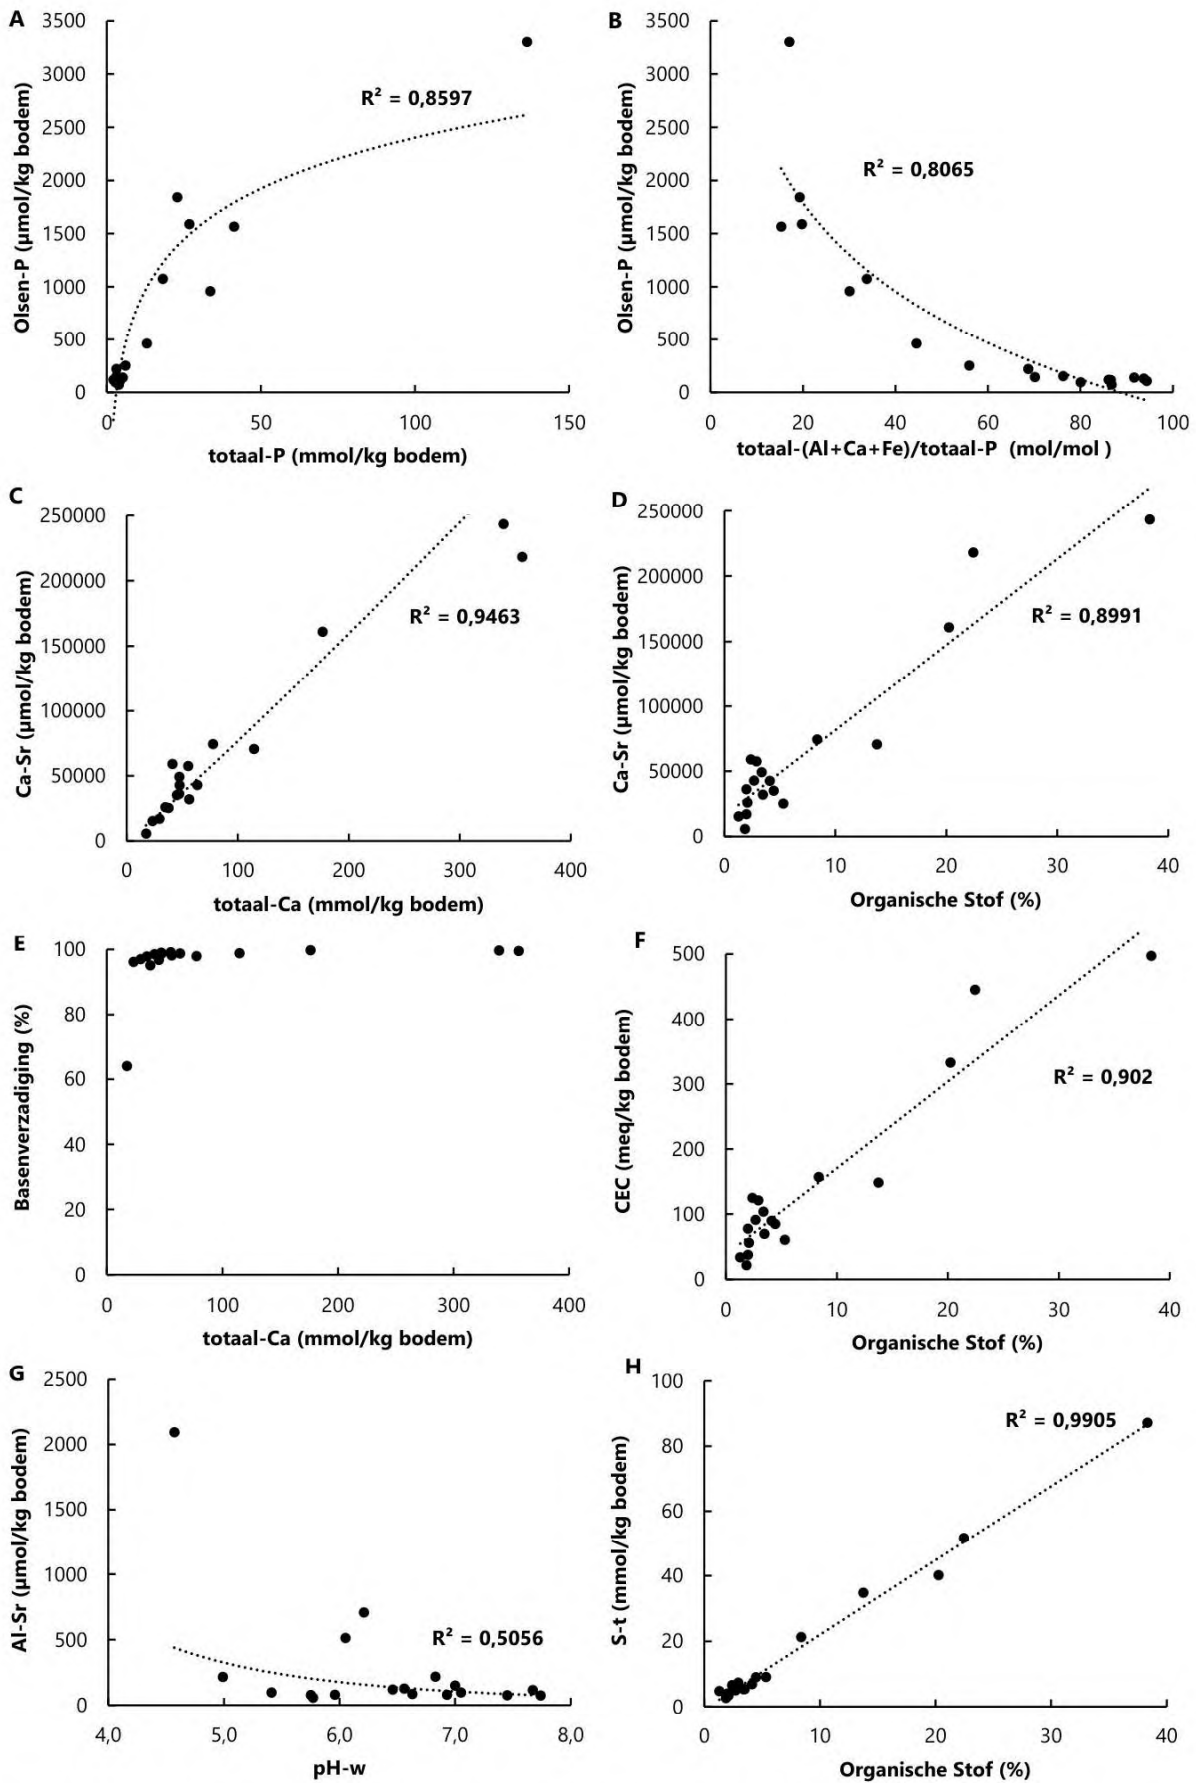 A
3500
3000
2500
2000
1500
1000
500
0
0 50 100 150
Olsen-P (µmol/kg bodem)
totaal-P (mmol/kg bodem)
R² = 0,8597
B
3500
3000
2500
2000
1500
1000
500
0
0 20 40 60 80 100
Olsen-P (µmol/kg bodem)
totaal-(Al+Ca+Fe)/totaal-P (mol/mol )
R² = 0,8065
C
250000
200000
150000
100000
50000
0
0 100 200 300 400
Ca-Sr (µmol/kg bodem)
totaal-Ca (mmol/kg bodem)
R² = 0,9463
D
250000
200000
150000
100000
50000
0
0 10 20 30 40
Ca-Sr (µmol/kg bodem)
Organische Stof (%)
R² = 0,8991
E
100
80
60
40
20
0
0 100 200 300 400
Basenverzadiging (%)
totaal-Ca (mmol/kg bodem)
F
500
400
300
200
100
0
0 10 20 30 40
CEC (meq/kg bodem)
Organische Stof (%)
R² = 0,902
G
2500
2000
1500
1000
500
0
4,0 5,0 6,0 7,0 8,0
Al-Sr (µmol/kg bodem)
pH-w
R² = 0,5056
H
100
80
60
40
20
0
0 10 20 30 40
S-t (mmol/kg bodem)
Organische Stof (%)
R² = 0,9905